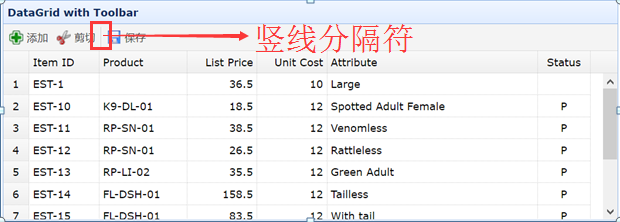 DataGrid with Toolbar
添加 剪切 保存 竖线分隔符
Item ID Product List Price Unit Cost Attribute Status
1 EST-1 36.5 10 Large P
2 EST-10 K9-DL-01 18.5 12 Spotted Adult Female P
3 EST-11 RP-SN-01 38.5 12 Venomless P
4 EST-12 RP-SN-01 26.5 12 Rattleless P
5 EST-13 RP-LI-02 35.5 12 Green Adult P
6 EST-14 FL-DSH-01 158.5 12 Tailless P
7 EST-15 FL-DSH-01 83.5 12 With tail P